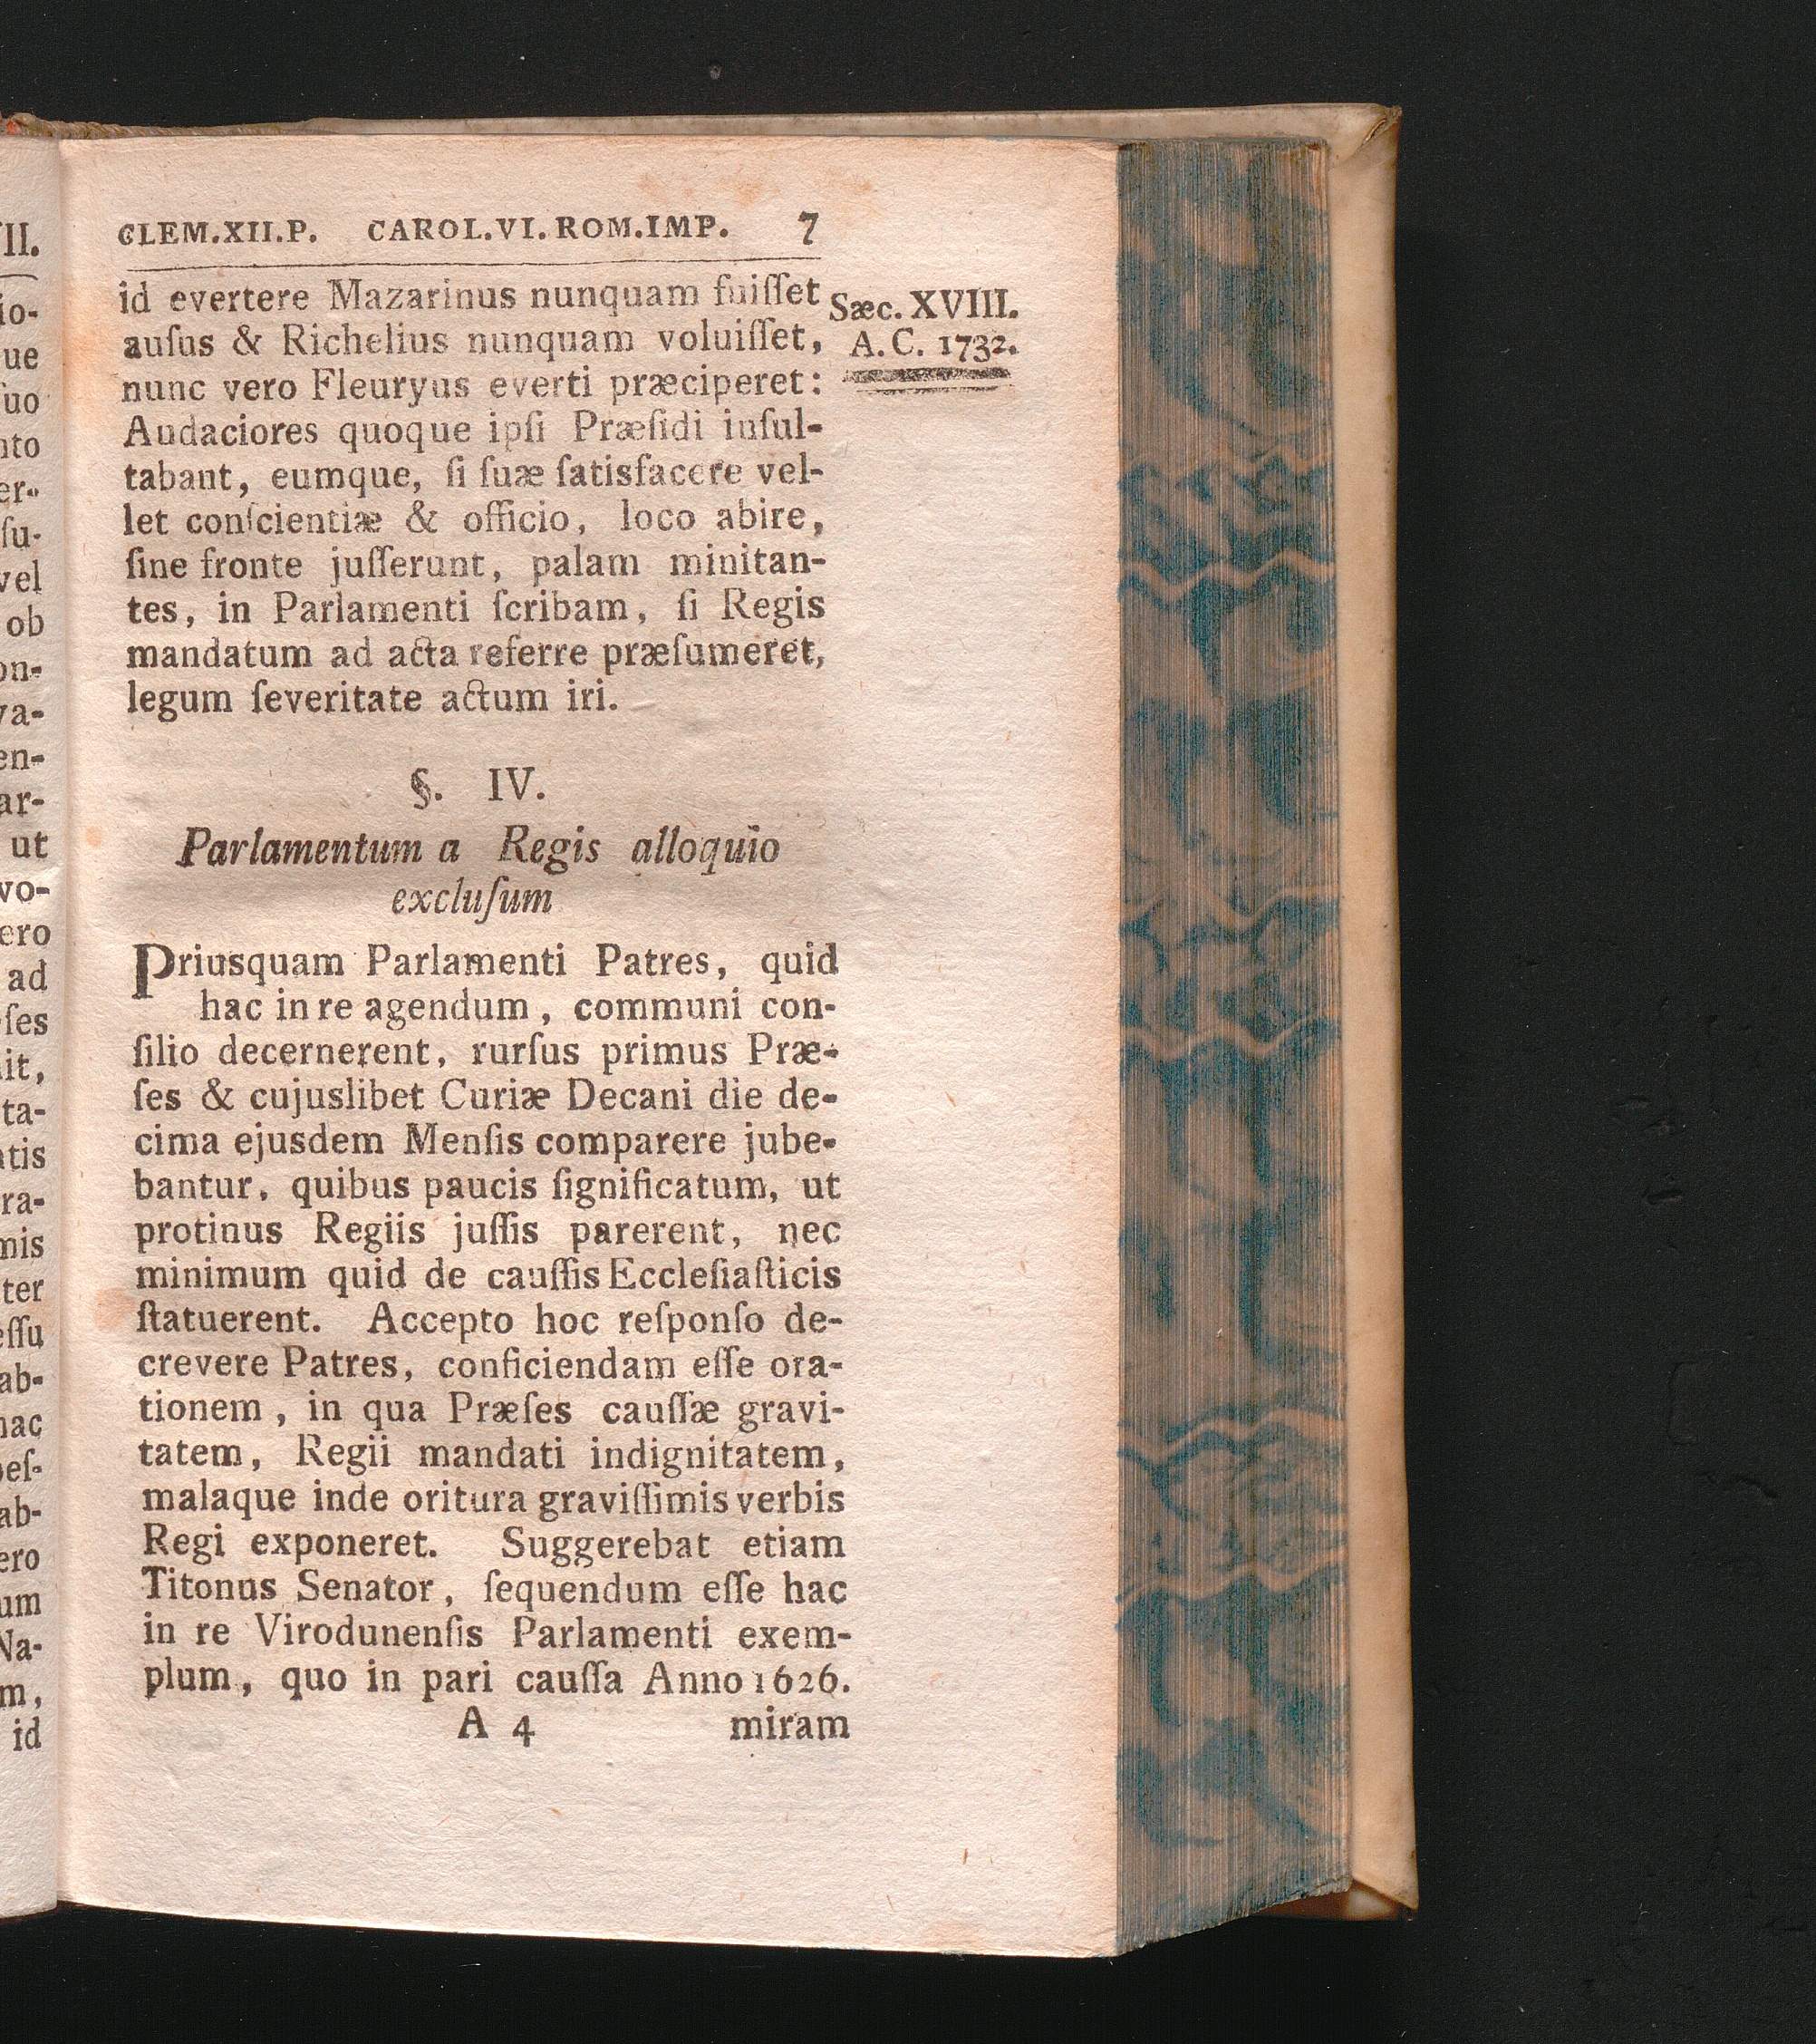 CLEM.XII.P. CAROL.VI. ROM.IMP. 7
id evertere Mazarinus nunquam fuiſſet
auſus & Richelius nunquam voluiſſet,
nunc vero Fleuryus everti præciperet:
Audaciores quoque ipſi Præſidi inſul-
tabant, eumque, ſi ſuæ ſatisfacere vel-
let conſcientiæ & officio, loco abire,
ſine fronte juſſerunt, palam minitan-
tes, in Parlamenti ſcribam, ſi Regis
mandatum ad acta referre præſumeret,
legum ſeveritate actum iri.
Sæc. XVIII.
A. C. 1732.
§. IV.
Parlamentum a Regis alloquio
excluſum
Priusquam Parlamenti Patres, quid
hac in re agendum, communi con-
ſilio decernerent, rurſus primus Præ-
ſes & cujuslibet Curiæ Decani die de-
cima ejusdem Menſis comparere jube-
bantur, quibus paucis ſignificatum, ut
protinus Regiis juſſis parerent, nec
minimum quid de cauſſis Eccleſiaſticis
ſtatuerent. Accepto hoc reſponſo de-
crevere Patres, conficiendam eſſe ora-
tionem, in qua Præſes cauſſæ gravi-
tatem, Regii mandati indignitatem,
malaque inde oritura graviſſimis verbis
Regi exponeret. Suggerebat etiam
Titonus Senator, ſequendum eſſe hac
in re Virodunenſis Parlamenti exem-
plum, quo in pari cauſſa Anno 1626.
A 4 miram